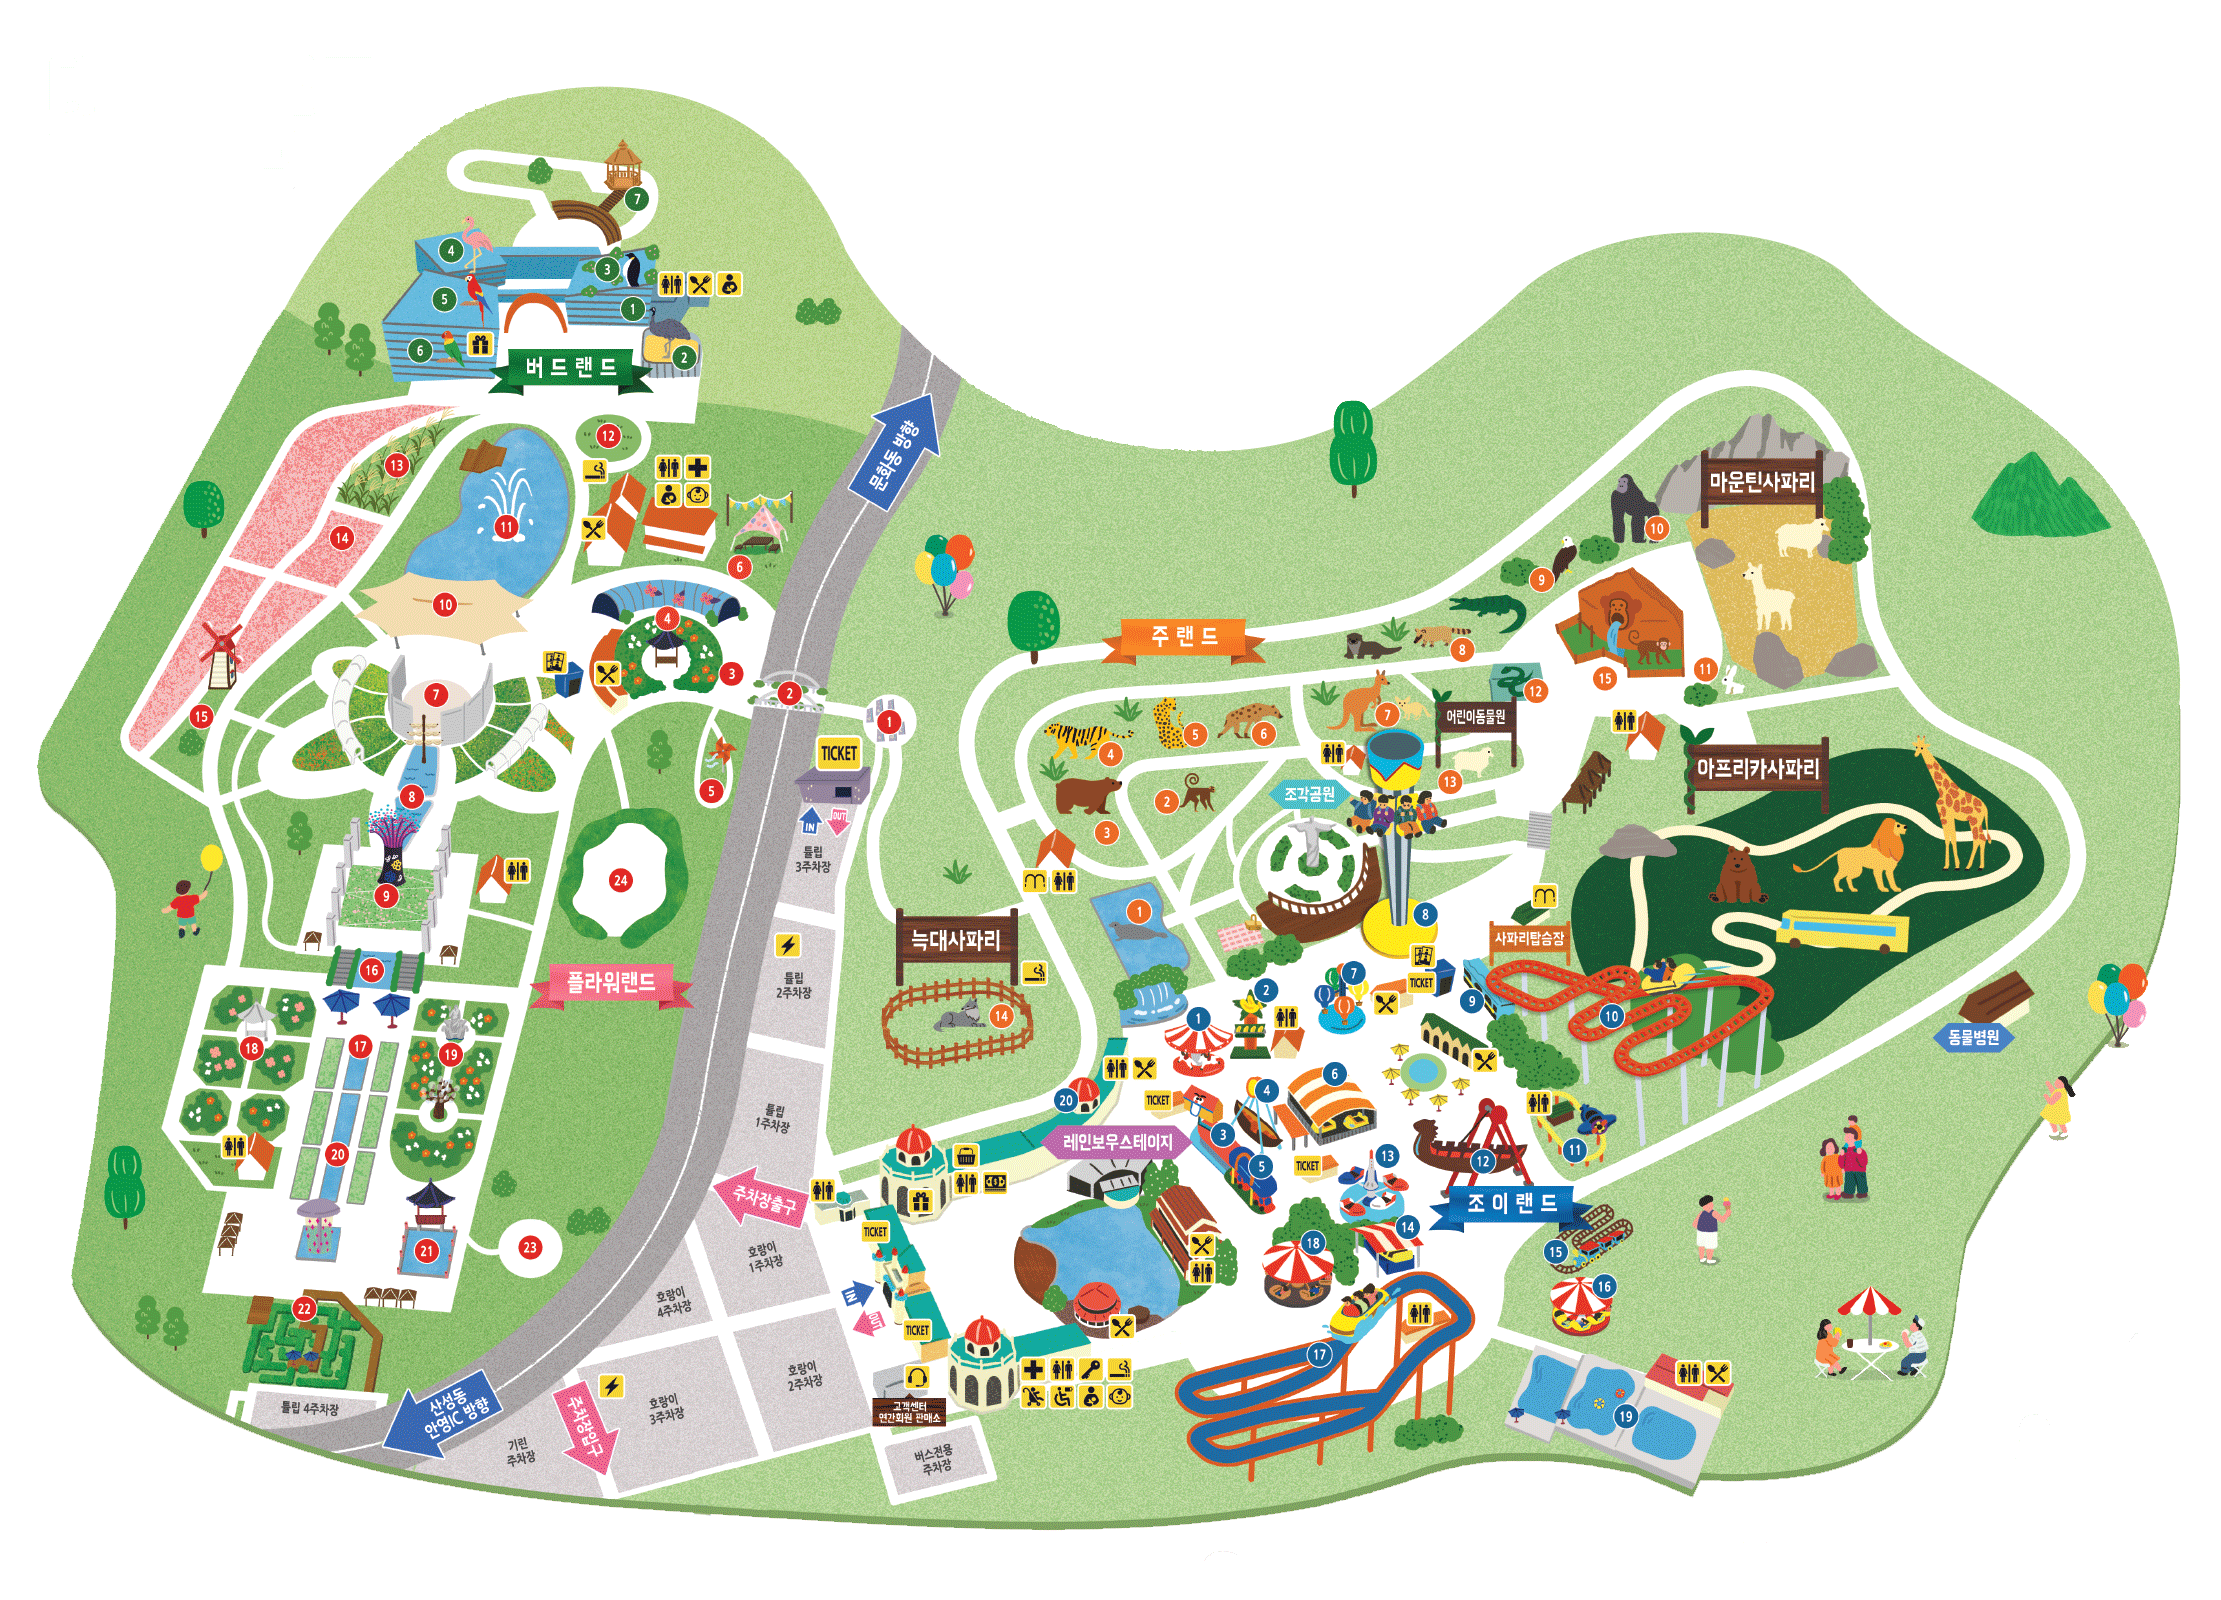 7
4
3
5
1
6
2
버드랜드
문화동 방향
12
13
11
14
6
10
4
3
7
2
1
15
TICKET
5
IN
OUT
8
튤립
3주차장
24
9
튤립
2주차장
16
플라워랜드
17
18
19
튤립
1주차장
20
21
23
22
튤립 4주차장
산성동
안영IC 방향
주차장출구
호랑이
1주차장
호랑이
4주차장
호랑이
2주차장
호랑이
3주차장
기린
주차장
주차장입구
버스전용
주차장
고객센터
연간회원 판매소
IN
OUT
TICKET
TICKET
마운틴사파리
10
9
주랜드
8
15
11
12
7
어린이동물원
4
5
6
13
아프리카사파리
조각공원
2
3
1
늑대사파리
14
사파리탑승장
8
TICKET
7
2
1
9
10
동물병원
6
4
TICKET
20
3
레인보우스테이지
5
TICKET
13
12
11
조이랜드
14
18
15
16
17
19